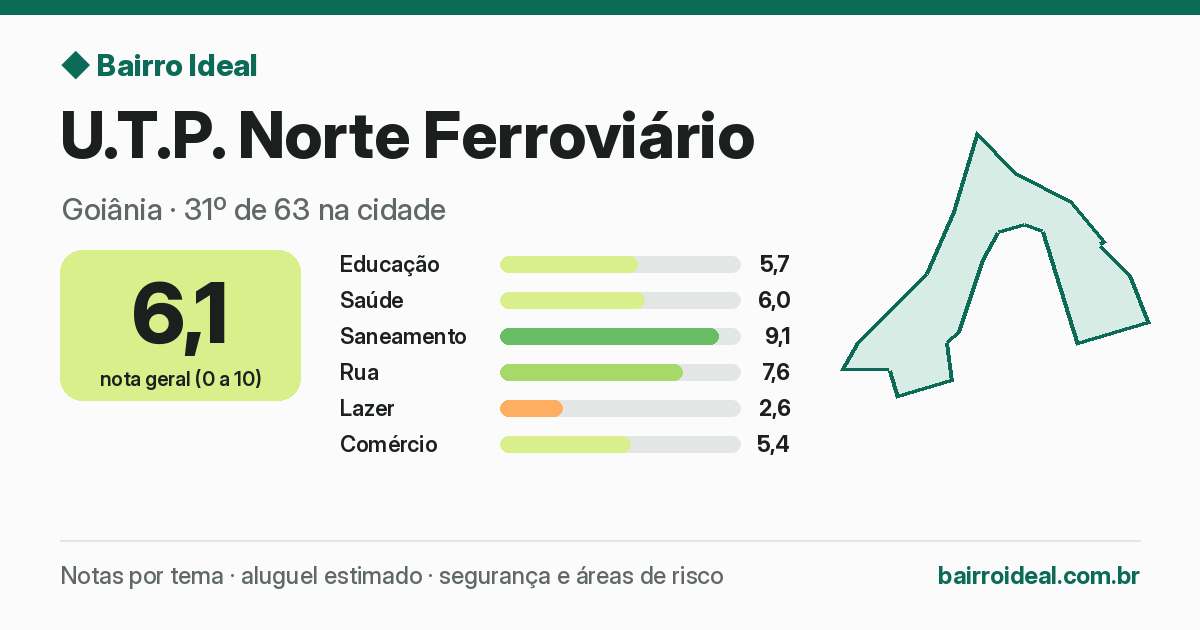 Bairro Ideal
U.T.P. Norte Ferroviário
Goiânia · 31º de 63 na cidade
6,1
nota geral (0 a 10)
Educação 5,7
Saúde 6,0
Saneamento 9,1
Rua 7,6
Lazer 2,6
Comércio 5,4
Notas por tema · aluguel estimado · segurança e áreas de risco
bairroideal.com.br